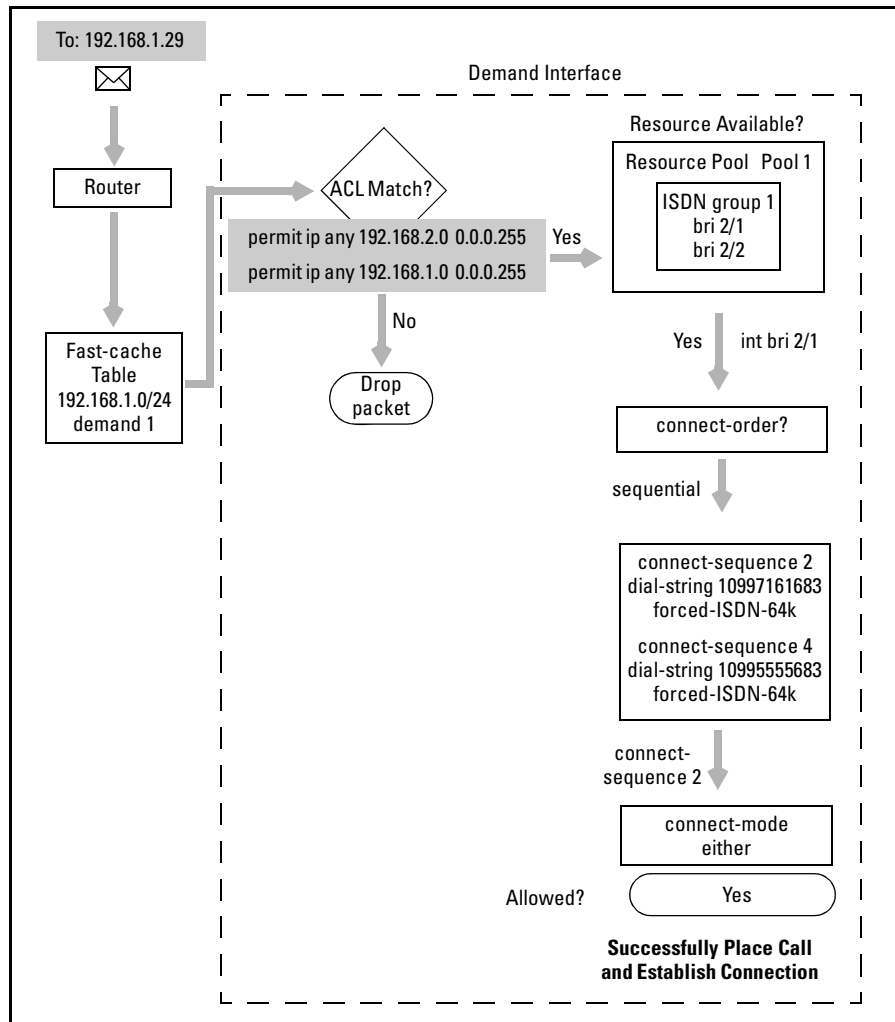 To: 192.168.1.29
Router
Fast-cache
Table
192.168.1.0/24
demand 1
Demand Interface
ACL Match?
permit ip any 192.168.2.0 0.0.0.255
permit ip any 192.168.1.0 0.0.0.255
Yes
No
Drop
packet
Resource Available?
Resource Pool Pool 1
ISDN group 1
bri 2/1
bri 2/2
Yes
int bri 2/1
connect-order?
sequential
connect-sequence 2
dial-string 10997161683
forced-ISDN-64k
connect-sequence 4
dial-string 10995555683
forced-ISDN-64k
connect-
sequence 2
connect-mode
either
Allowed?
Yes
Successfully Place Call
and Establish Connection